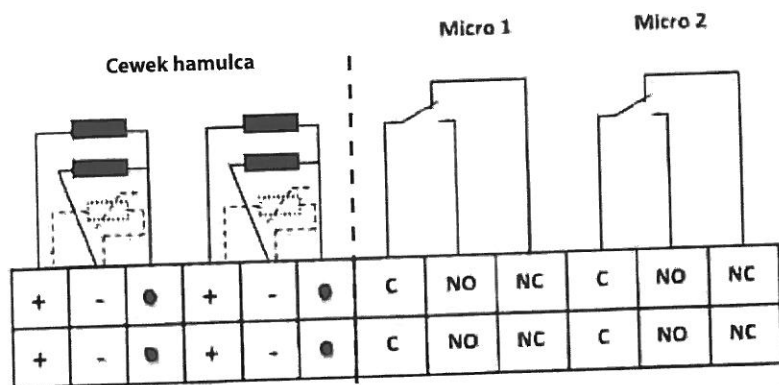 Micro 1 Micro 2
Cewek hamulca
+ - ● + - ● C NO NC C NO NC
+ - ● + - ● C NO NC C NO NC